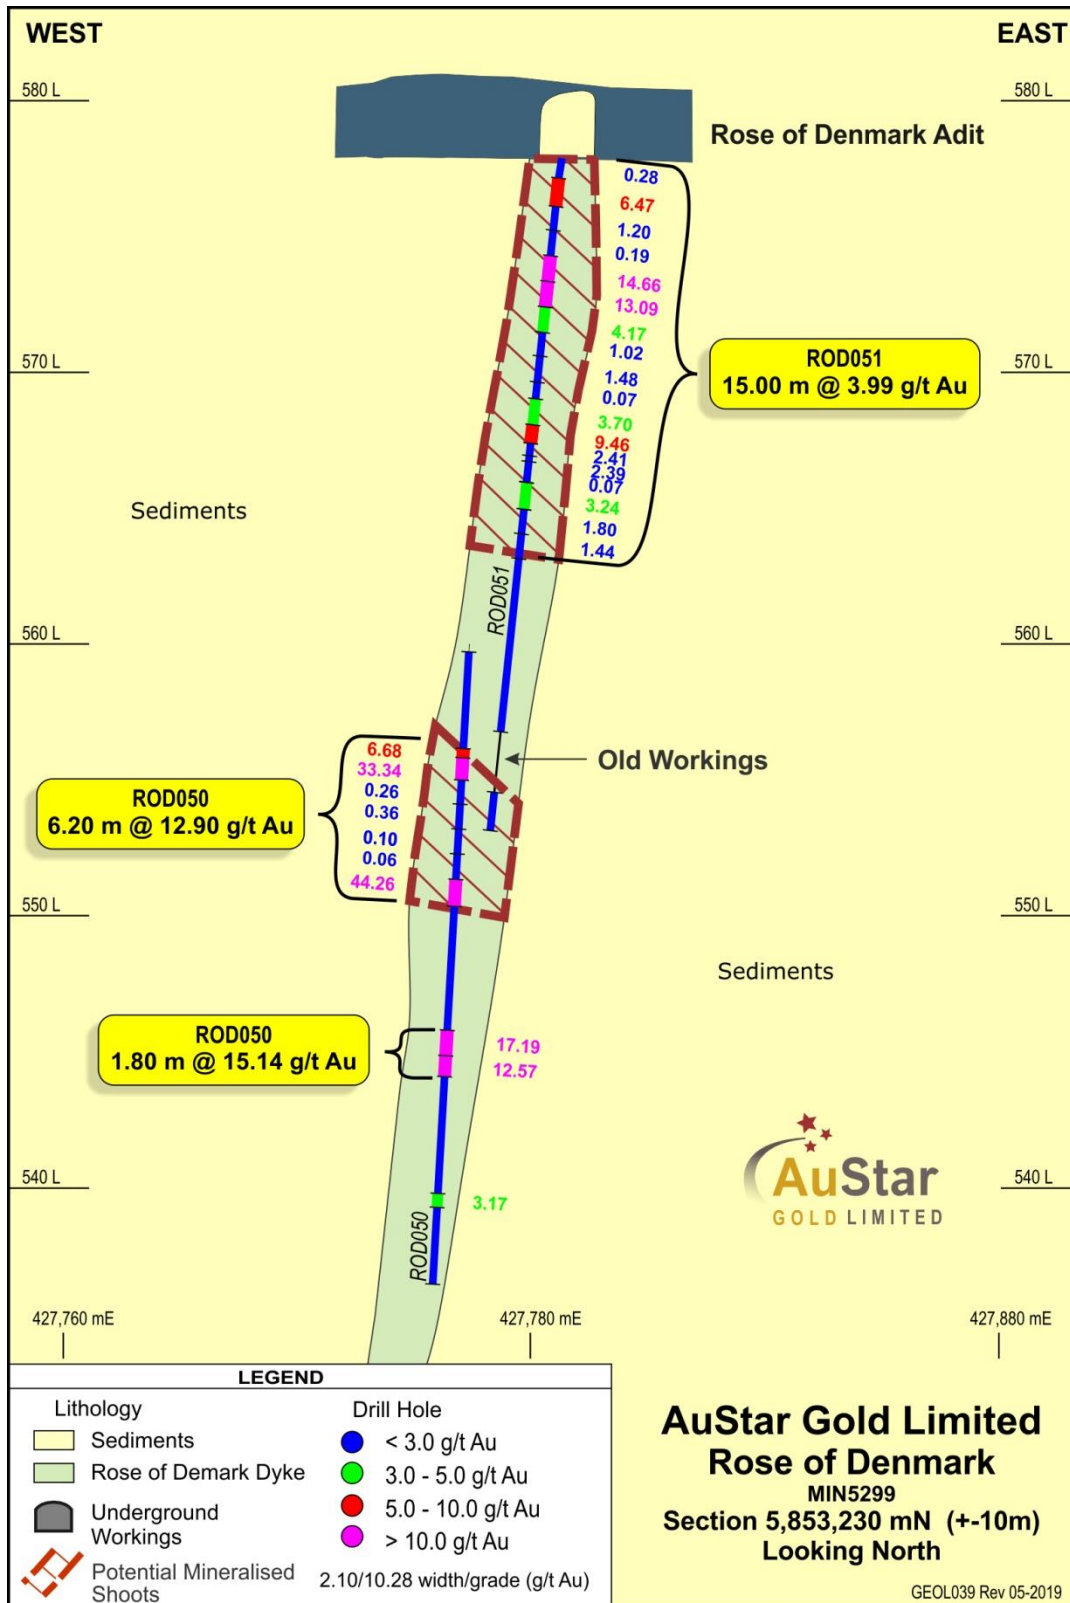 WEST
EAST
580 L
580 L
Rose of Denmark Adit
0.28
6.47
1.20
0.19
14.66
13.09
4.17
1.02
1.48
0.07
3.70
9.46
2.41
2.39
0.07
3.24
1.80
1.44
ROD051
15.00 m @ 3.99 g/t Au
570 L
570 L
Sediments
ROD051
560 L
560 L
Old Workings
6.68
33.34
0.26
0.36
0.10
0.06
44.26
ROD050
6.20 m @ 12.90 g/t Au
550 L
550 L
Sediments
ROD050
1.80 m @ 15.14 g/t Au
17.19
12.57
540 L
540 L
3.17
ROD050
AuStar
GOLD LIMITED
427,760 mE
427,780 mE
427,880 mE
LEGEND
Lithology
Sediments
Rose of Demark Dyke
Underground
Workings
Potential Mineralised
Shoots
Drill Hole
< 3.0 g/t Au
3.0 - 5.0 g/t Au
5.0 - 10.0 g/t Au
> 10.0 g/t Au
2.10/10.28 width/grade (g/t Au)
AuStar Gold Limited
Rose of Denmark
MIN5299
Section 5,853,230 mN (+-10m)
Looking North
GEOL039 Rev 05-2019